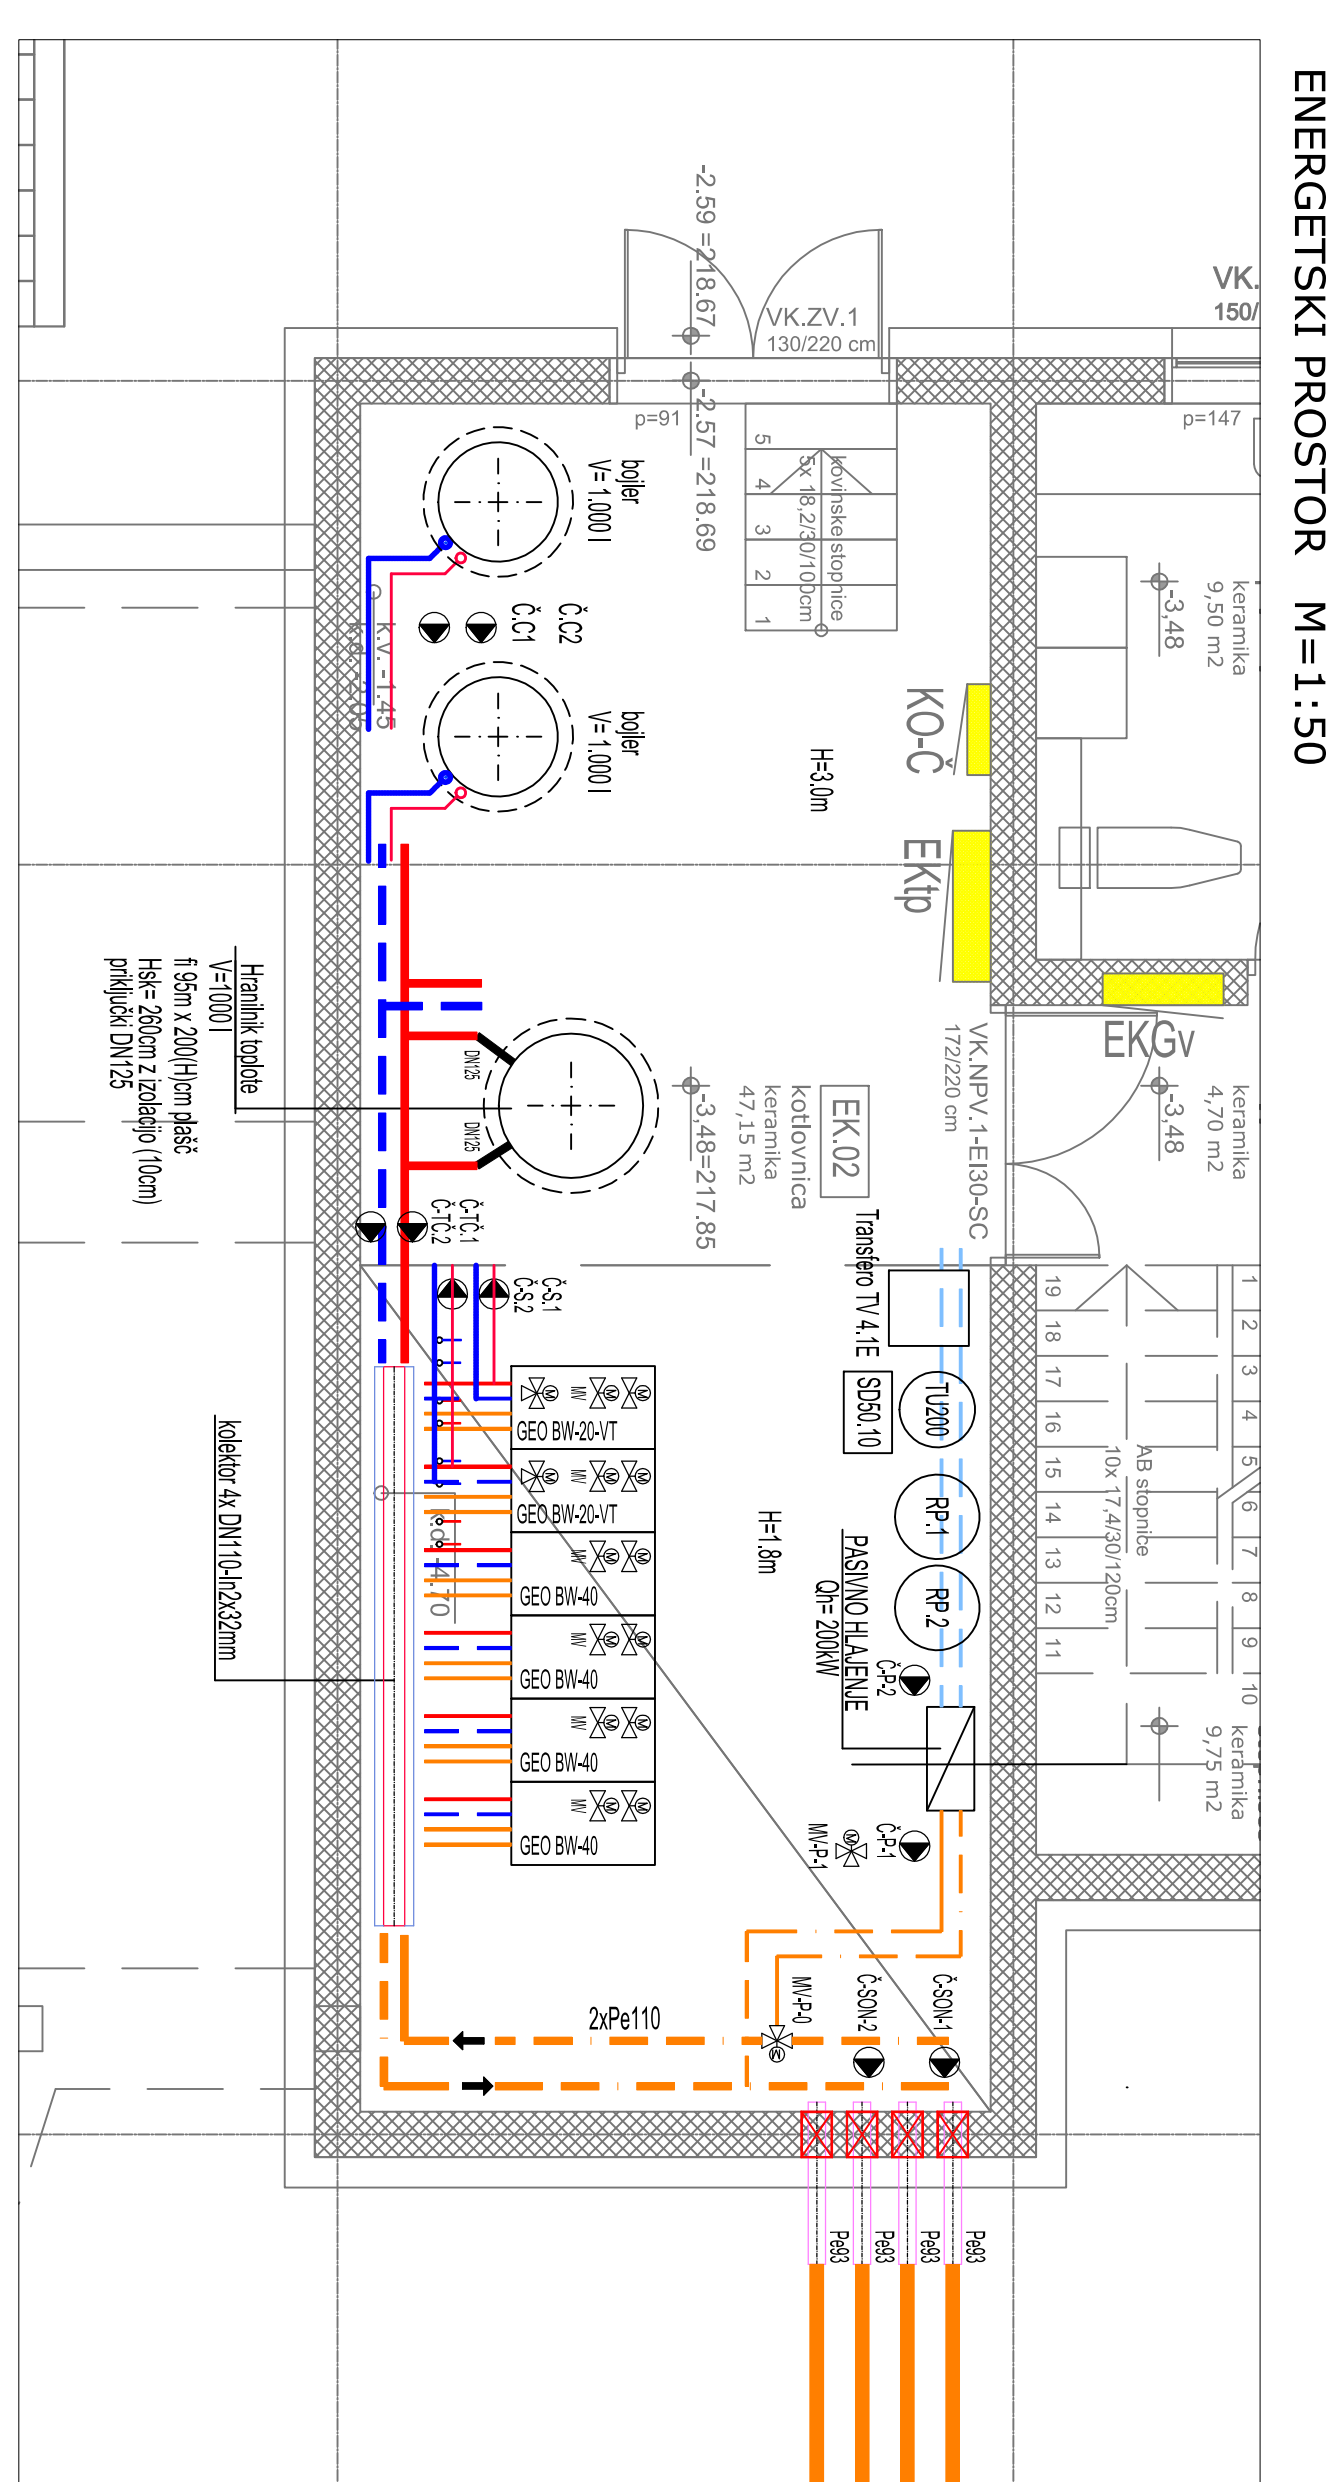 ENERGETSKI PROSTOR M=1:50
VK.
150/
p=147
-2.59 =218.67
VK.ZV.1
130/220 cm
p=91
-2.57 =218.69
kovinske stopnice
5x 18,2/30/100cm
5
4
3
2
1
bojler
V= 1.000 l
Č.C2
Č.C1
k.v. -1.45
bojler
V= 1.000 l
-3,48
keramika
9,50 m2
KO-Č
H=3.0m
EKtp
EKGv
VK.NPV.1-EI30-SC
172/220 cm
-3,48
keramika
4,70 m2
Hranilnik toplote
V=1000 l
fi 95m x 200(H)cm plašč
Hsk= 260cm z izolacijo (10cm)
priključki DN125
DN125
DN125
-3,48=217.85
EK.02
kotlovnica
keramika
47,15 m2
Č-TČ.1
Č-TČ.2
Č-S.1
Č-S.2
Transfero TV 4.1E
SD50.10
TU200
RP.1
RP.2
PASIVNO HLAJENJE
Qh= 200kW
H=1.8m
19
18
17
16
15
14
13
12
11
1
2
3
4
5
6
7
8
9
10
AB stopnice
10x 17,4/30/120cm
keramika
9,75 m2
kolektor 4x DN110-In2x32mm
k.d. -4.70
M
M
MV
M
GEO BW-20-VT
M
M
MV
M
GEO BW-20-VT
M
M
MV
GEO BW-40
M
M
MV
GEO BW-40
M
M
MV
GEO BW-40
M
M
MV
GEO BW-40
Č-P-2
Č-P-1
M
MV-P-1
MV-P-0
M
Č-SON-2
Č-SON-1
2xPe110
Pe93
Pe93
Pe93
Pe93